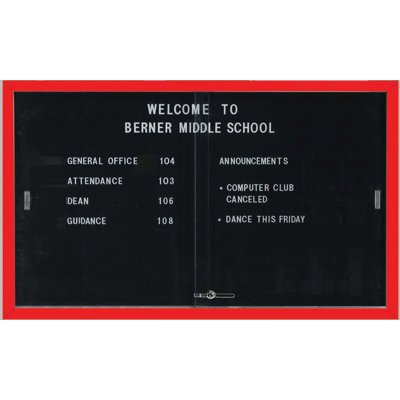 WELCOME TO
BERNER MIDDLE SCHOOL
GENERAL OFFICE 104
ATTENDANCE 103
DEAN 106
GUIDANCE 108
ANNOUNCEMENTS
* COMPUTER CLUB
CANCELED
* DANCE THIS FRIDAY